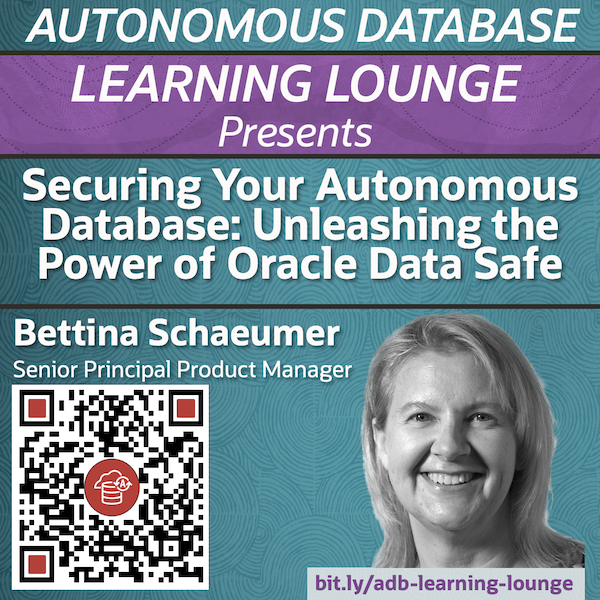 AUTONOMOUS DATABASE
LEARNING LOUNGE
Presents
Securing Your Autonomous
Database: Unleashing the
Power of Oracle Data Safe
Bettina Schaeumer
Senior Principal Product Manager
A
bit.ly/adb-learning-lounge